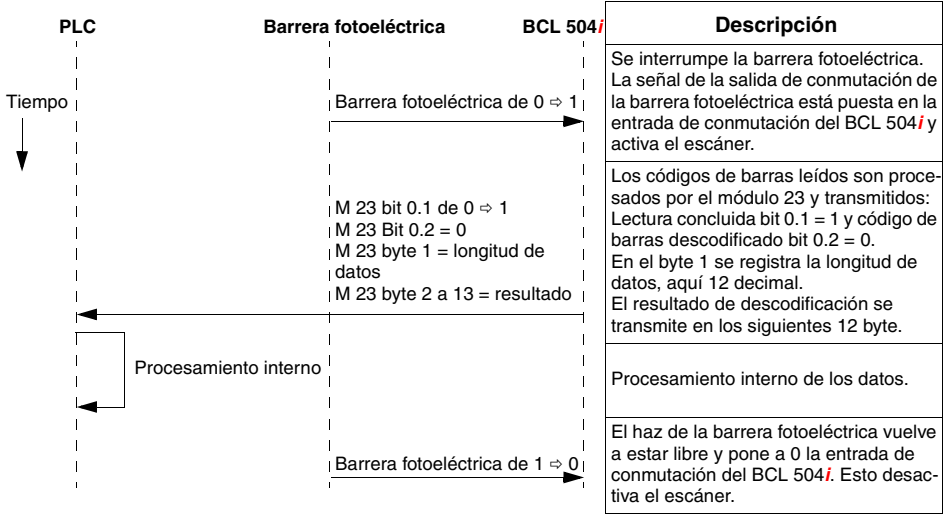 PLC
Barrera fotoeléctrica
BCL 504i
Descripción
Tiempo
Barrera fotoeléctrica de 0 ⇨ 1
Se interrumpe la barrera fotoeléctrica.
La señal de la salida de conmutación de
la barrera fotoeléctrica está puesta en la
entrada de conmutación del BCL 504i y
activa el escáner.
M 23 bit 0.1 de 0 ⇨ 1
M 23 Bit 0.2 = 0
M 23 byte 1 = longitud de
datos
M 23 byte 2 a 13 = resultado
Los códigos de barras leídos son proce-
sados por el módulo 23 y transmitidos:
Lectura concluida bit 0.1 = 1 y código de
barras descodificado bit 0.2 = 0.
En el byte 1 se registra la longitud de
datos, aquí 12 decimal.
El resultado de descodificación se
transmite en los siguientes 12 byte.
Procesamiento interno
Procesamiento interno de los datos.
Barrera fotoeléctrica de 1 ⇨ 0
El haz de la barrera fotoeléctrica vuelve
a estar libre y pone a 0 la entrada de
conmutación del BCL 504i. Esto desac-
tiva el escáner.